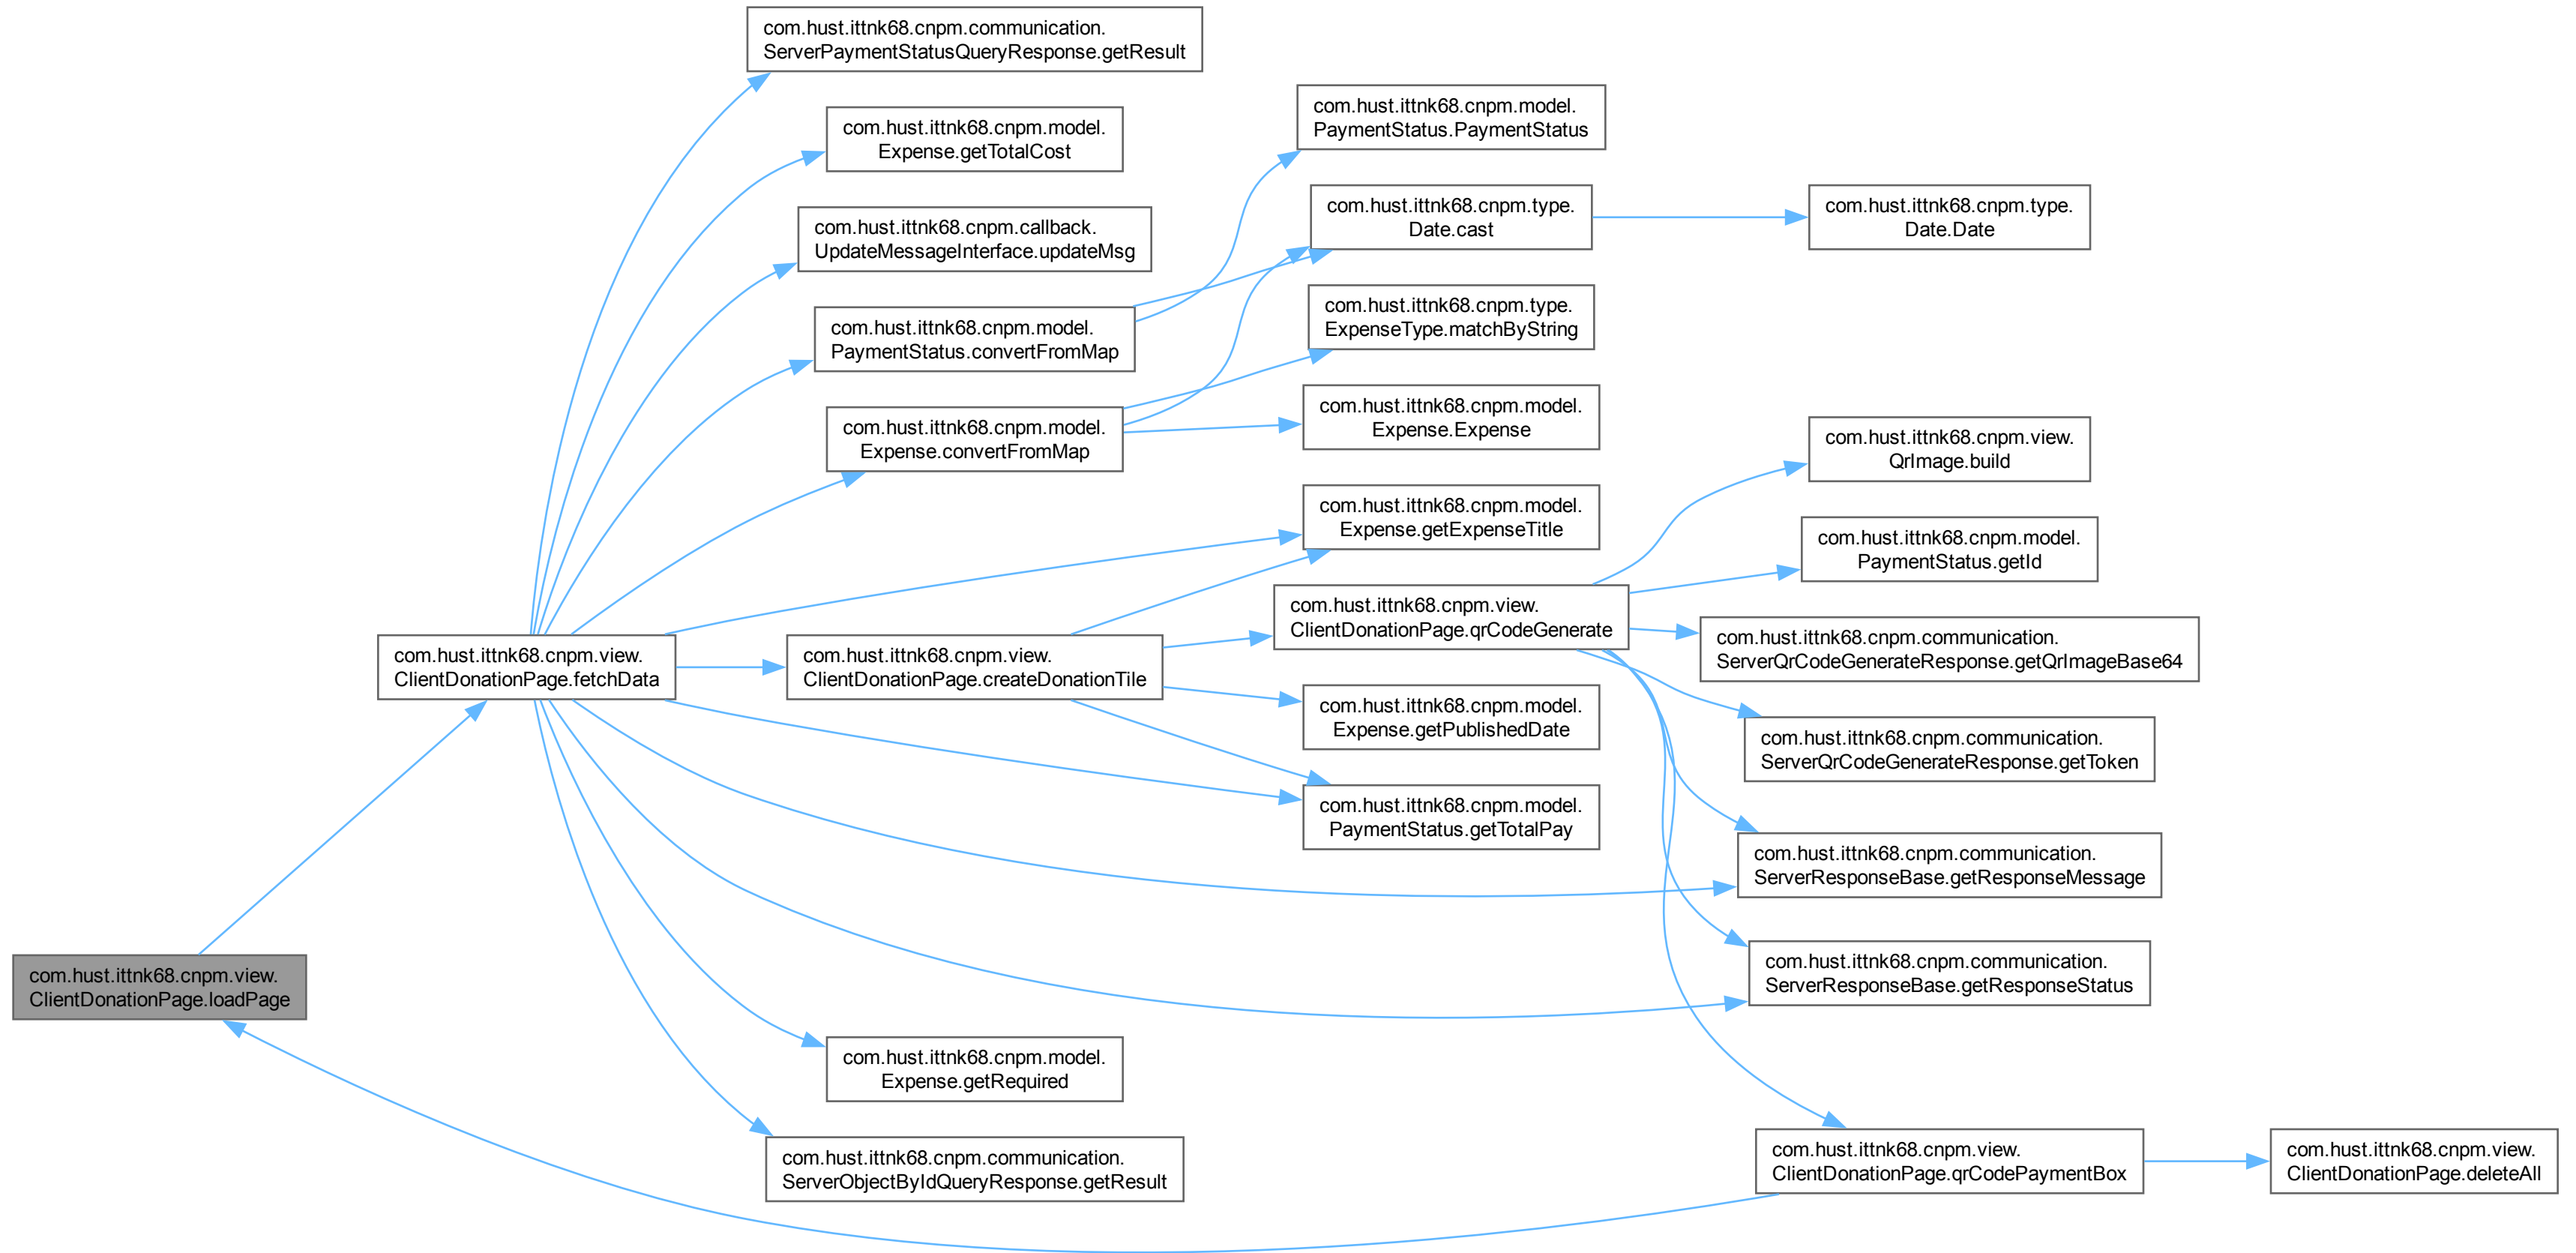 com.hust.ittnk68.cnpm.communication.
ServerPaymentStatusQueryResponse.getResult
com.hust.ittnk68.cnpm.model.
Expense.getTotalCost
com.hust.ittnk68.cnpm.callback.
UpdateMessageInterface.updateMsg
com.hust.ittnk68.cnpm.model.
PaymentStatus.convertFromMap
com.hust.ittnk68.cnpm.model.
Expense.convertFromMap
com.hust.ittnk68.cnpm.model.
PaymentStatus.PaymentStatus
com.hust.ittnk68.cnpm.type.
Date.cast
com.hust.ittnk68.cnpm.type.
Date.Date
com.hust.ittnk68.cnpm.type.
ExpenseType.matchByString
com.hust.ittnk68.cnpm.model.
Expense.Expense
com.hust.ittnk68.cnpm.model.
Expense.getExpenseTitle
com.hust.ittnk68.cnpm.view.
QrImage.build
com.hust.ittnk68.cnpm.model.
PaymentStatus.getId
com.hust.ittnk68.cnpm.view.
ClientDonationPage.qrCodeGenerate
com.hust.ittnk68.cnpm.communication.
ServerQrCodeGenerateResponse.getQrImageBase64
com.hust.ittnk68.cnpm.view.
ClientDonationPage.fetchData
com.hust.ittnk68.cnpm.view.
ClientDonationPage.createDonationTile
com.hust.ittnk68.cnpm.model.
Expense.getPublishedDate
com.hust.ittnk68.cnpm.communication.
ServerQrCodeGenerateResponse.getToken
com.hust.ittnk68.cnpm.model.
PaymentStatus.getTotalPay
com.hust.ittnk68.cnpm.communication.
ServerResponseBase.getResponseMessage
com.hust.ittnk68.cnpm.communication.
ServerResponseBase.getResponseStatus
com.hust.ittnk68.cnpm.view.
ClientDonationPage.loadPage
com.hust.ittnk68.cnpm.model.
Expense.getRequired
com.hust.ittnk68.cnpm.communication.
ServerObjectByIdQueryResponse.getResult
com.hust.ittnk68.cnpm.view.
ClientDonationPage.qrCodePaymentBox
com.hust.ittnk68.cnpm.view.
ClientDonationPage.deleteAll